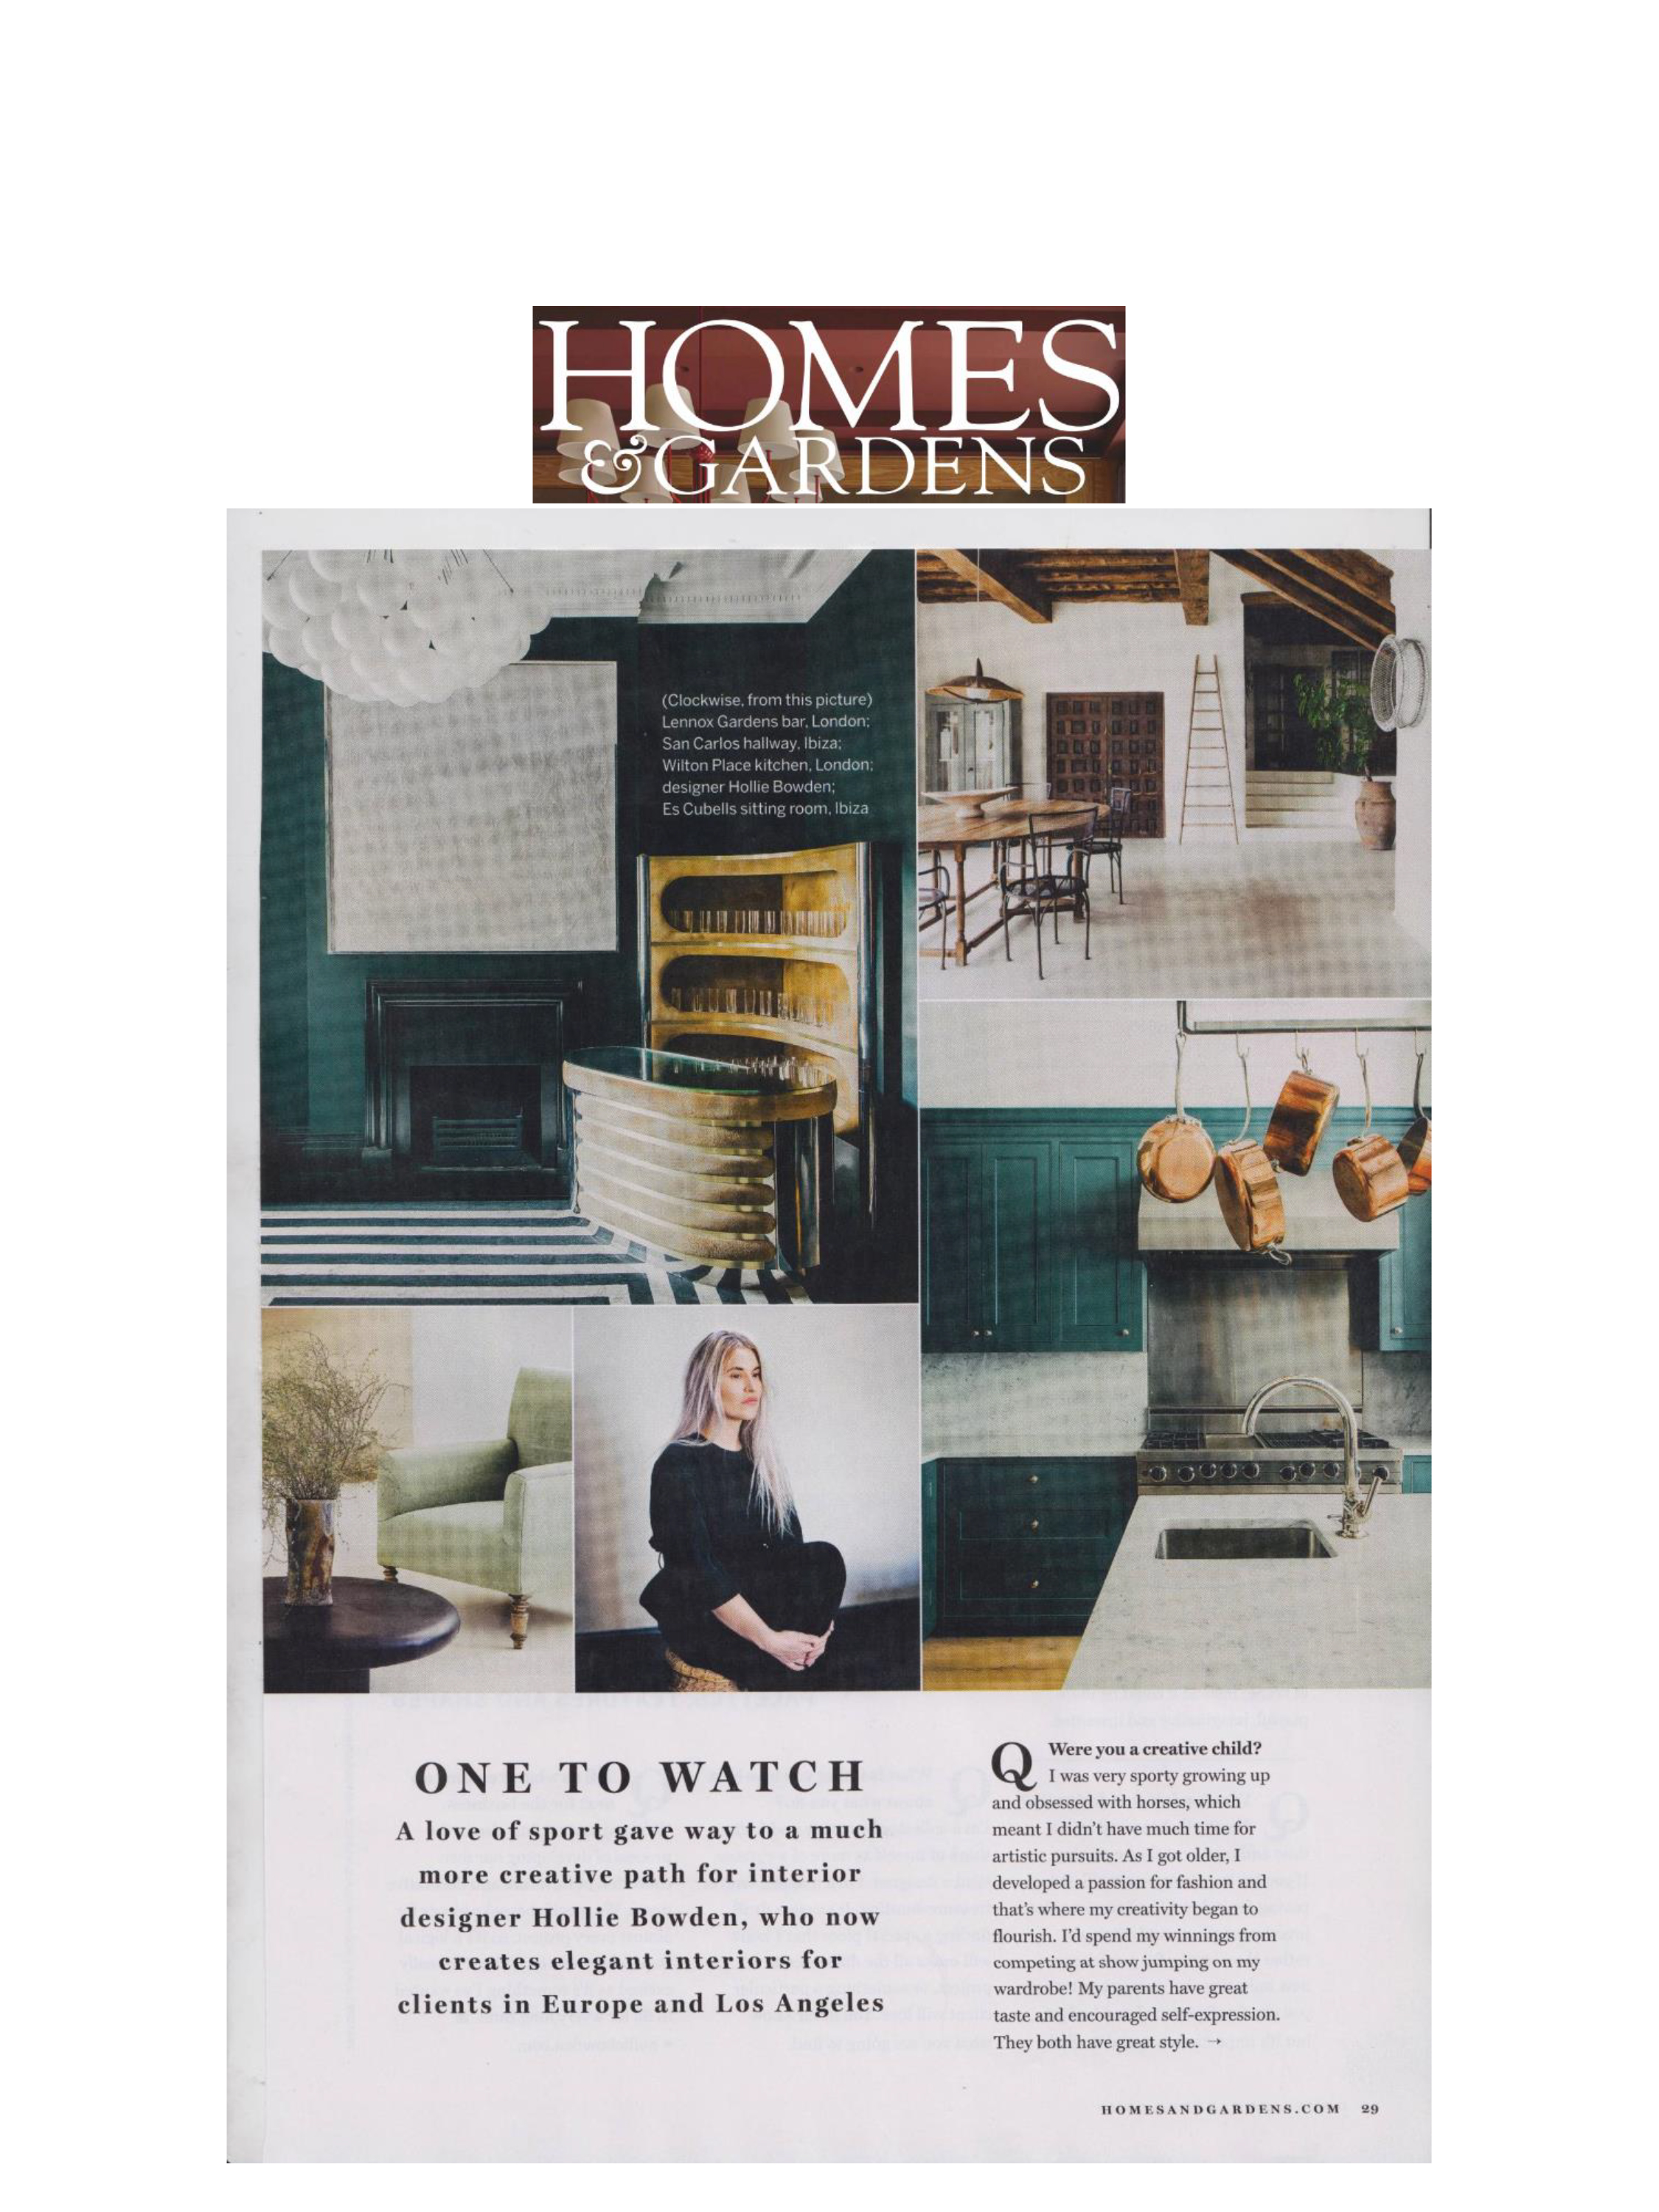 HOMES
&GARDENS
(Clockwise, from this picture)
Lennox Gardens bar, London;
San Carlos hallway, Ibiza;
Wilton Place kitchen, London;
designer Hollie Bowden;
Es Cubells sitting room, Ibiza
ONE TO WATCH
A love of sport gave way to a much
more creative path for interior
designer Hollie Bowden, who now
creates elegant interiors for
clients in Europe and Los Angeles
Q Were you a creative child?
I was very sporty growing up
and obsessed with horses, which
meant I didn't have much time for
artistic pursuits. As I got older, I
developed a passion for fashion and
that's where my creativity began to
flourish. I'd spend my winnings from
competing at show jumping on my
wardrobe! My parents have great
taste and encouraged self-expression.
They both have great style. →
HOMESANDGARDENS.COM 29